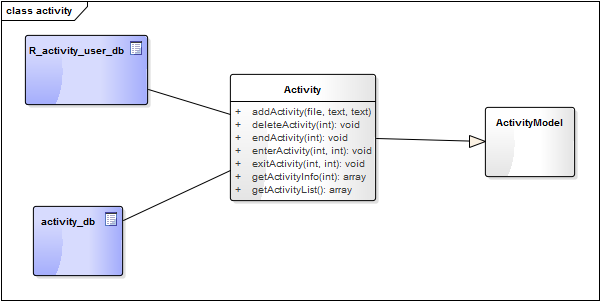 class activity
R_activity_user_db
Activity
+ addActivity(file, text, text)
+ deleteActivity(int): void
+ endActivity(int): void
+ enterActivity(int, int): void
+ exitActivity(int, int): void
+ getActivityInfo(int): array
+ getActivityList(): array
ActivityModel
activity_db